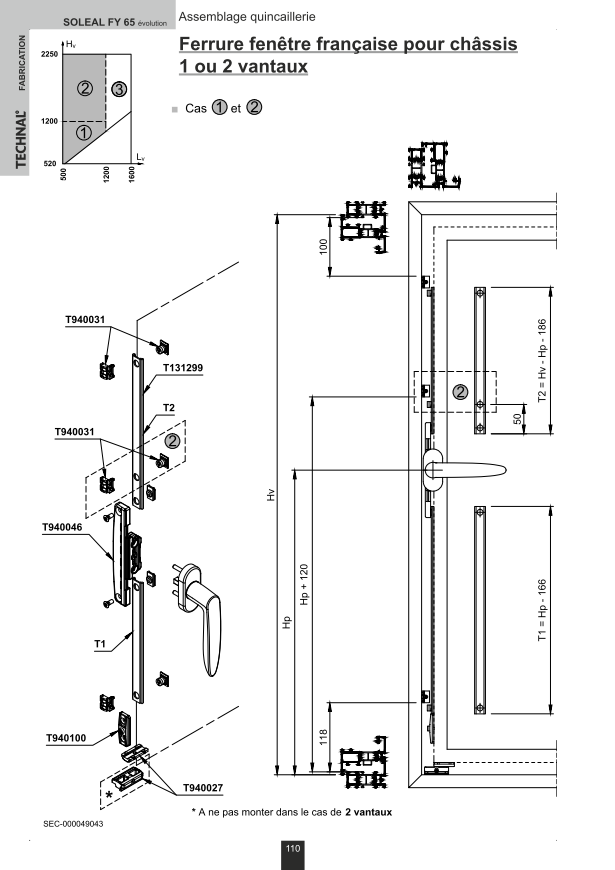 SOLEAL FY 65 évolution
Assemblage quincaillerie
FABRICATION
TECHNAL®
Ferrure fenêtre française pour châssis
1 ou 2 vantaux
Cas 1 et 2
Hv
2250
1200
520
2
3
1
Lv
500
1200
1600
100
T940031
T131299
T2
T940031
2
T940046
T1
T940100
T940027
*
Hv
Hp
Hp + 120
118
2
50
T2 = Hv - Hp - 186
T1 = Hp - 166
* A ne pas monter dans le cas de 2 vantaux
SEC-000049043
110